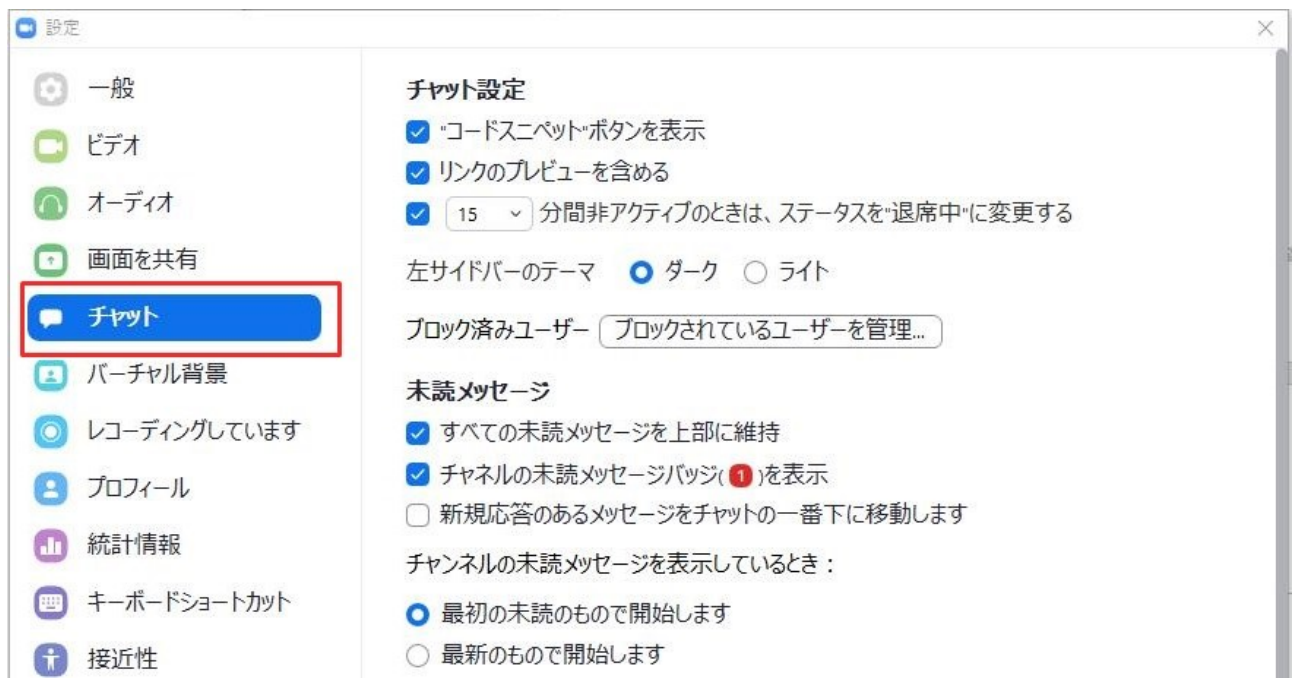 設定
一般
ビデオ
オーディオ
画面を共有
チャット
バーチャル背景
レコーディングしています
プロフィール
統計情報
キーボードショートカット
接近性
チャット設定
"コードスニペット"ボタンを表示
リンクのプレビューを含める
15 分間非アクティブのときは、ステータスを"退席中"に変更する
左サイドバーのテーマ ダーク ライト
ブロック済みユーザー ブロックされているユーザーを管理...
未読メッセージ
すべての未読メッセージを上部に維持
チャネルの未読メッセージバッジ( 1 )を表示
新規応答のあるメッセージをチャットの一番下に移動します
チャンネルの未読メッセージを表示しているとき：
最初の未読のもので開始します
最新のもので開始します